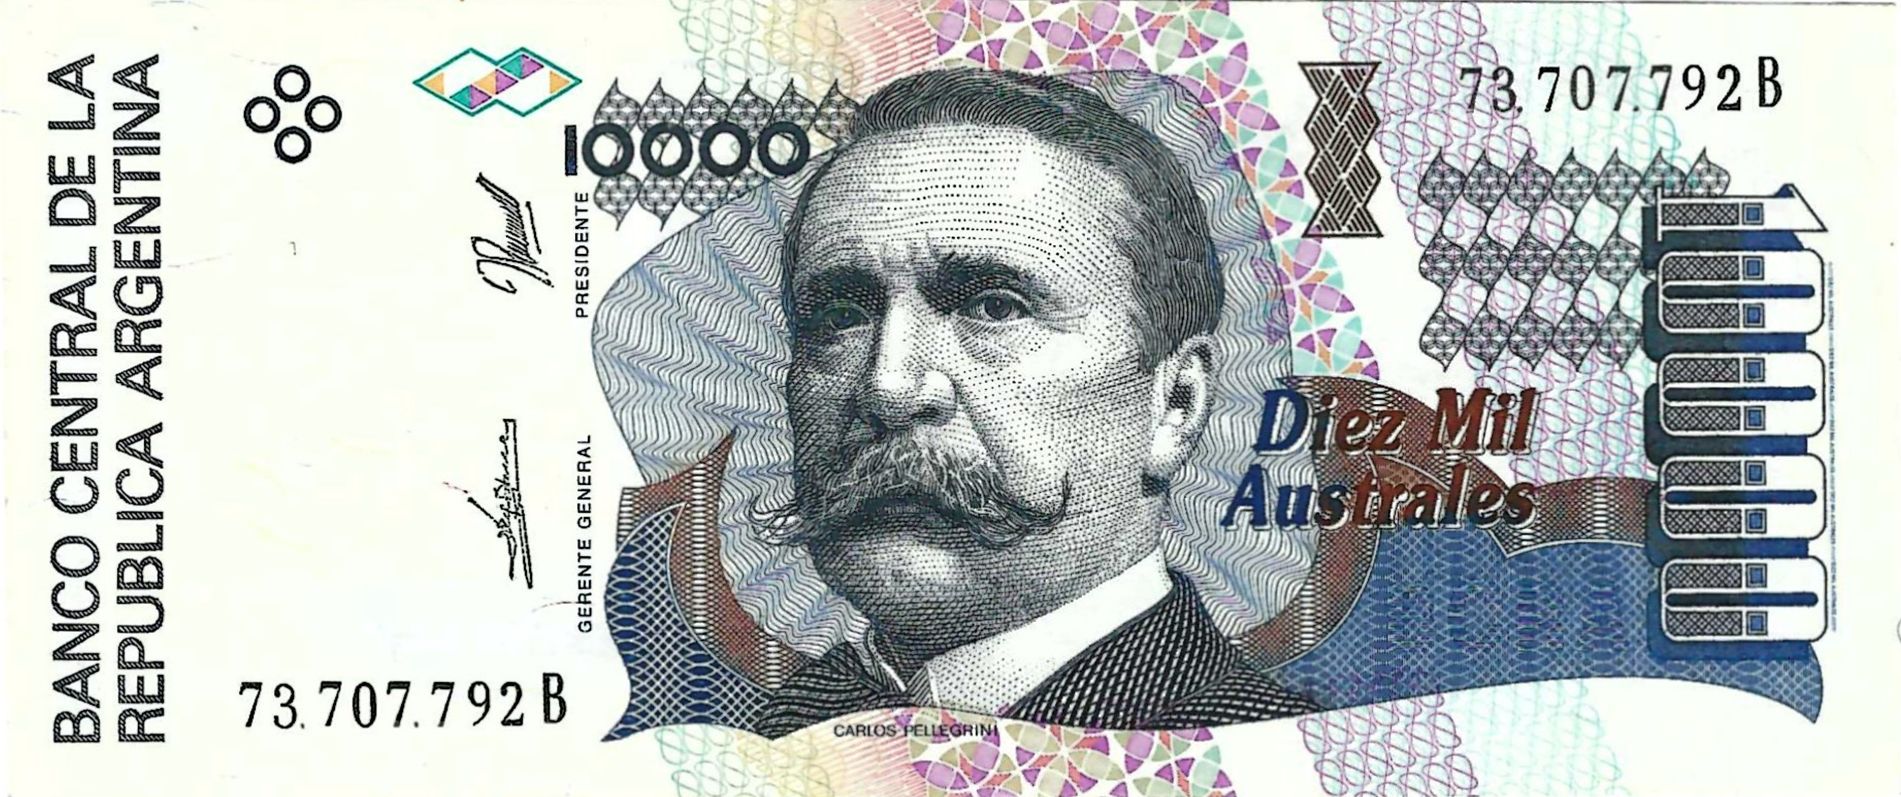 BANCO CENTRAL DE LA
REPUBLICA ARGENTINA
10000
PRESIDENTE
GERENTE GENERAL
73.707.792 B
CARLOS PELLEGRINI
73.707.792 B
Diez Mil
Australes
10000